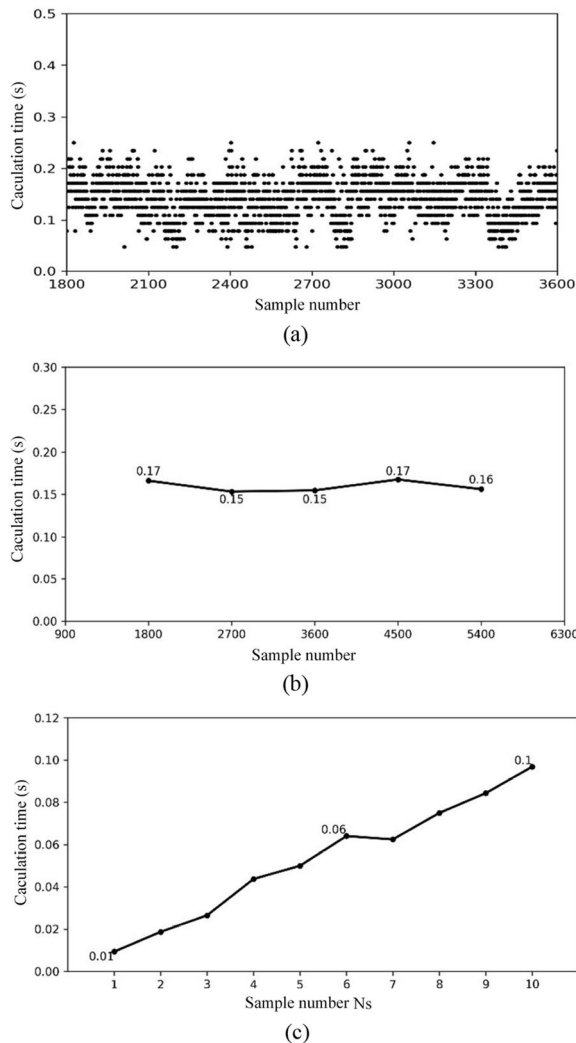 0.5
0.4
0.3
0.2
0.1
0.0
Caculation time (s)
1800 2100 2400 2700 3000 3300 3600
Sample number
(a)
0.30
0.25
0.20
0.15
0.10
0.05
0.00
Caculation time (s)
0.17 0.15 0.15 0.17 0.16
900 1800 2700 3600 4500 5400 6300
Sample number
(b)
0.12
0.10
0.08
0.06
0.04
0.02
0.00
Caculation time (s)
0.1
0.06
0.01
1 2 3 4 5 6 7 8 9 10
Sample number Ns
(c)